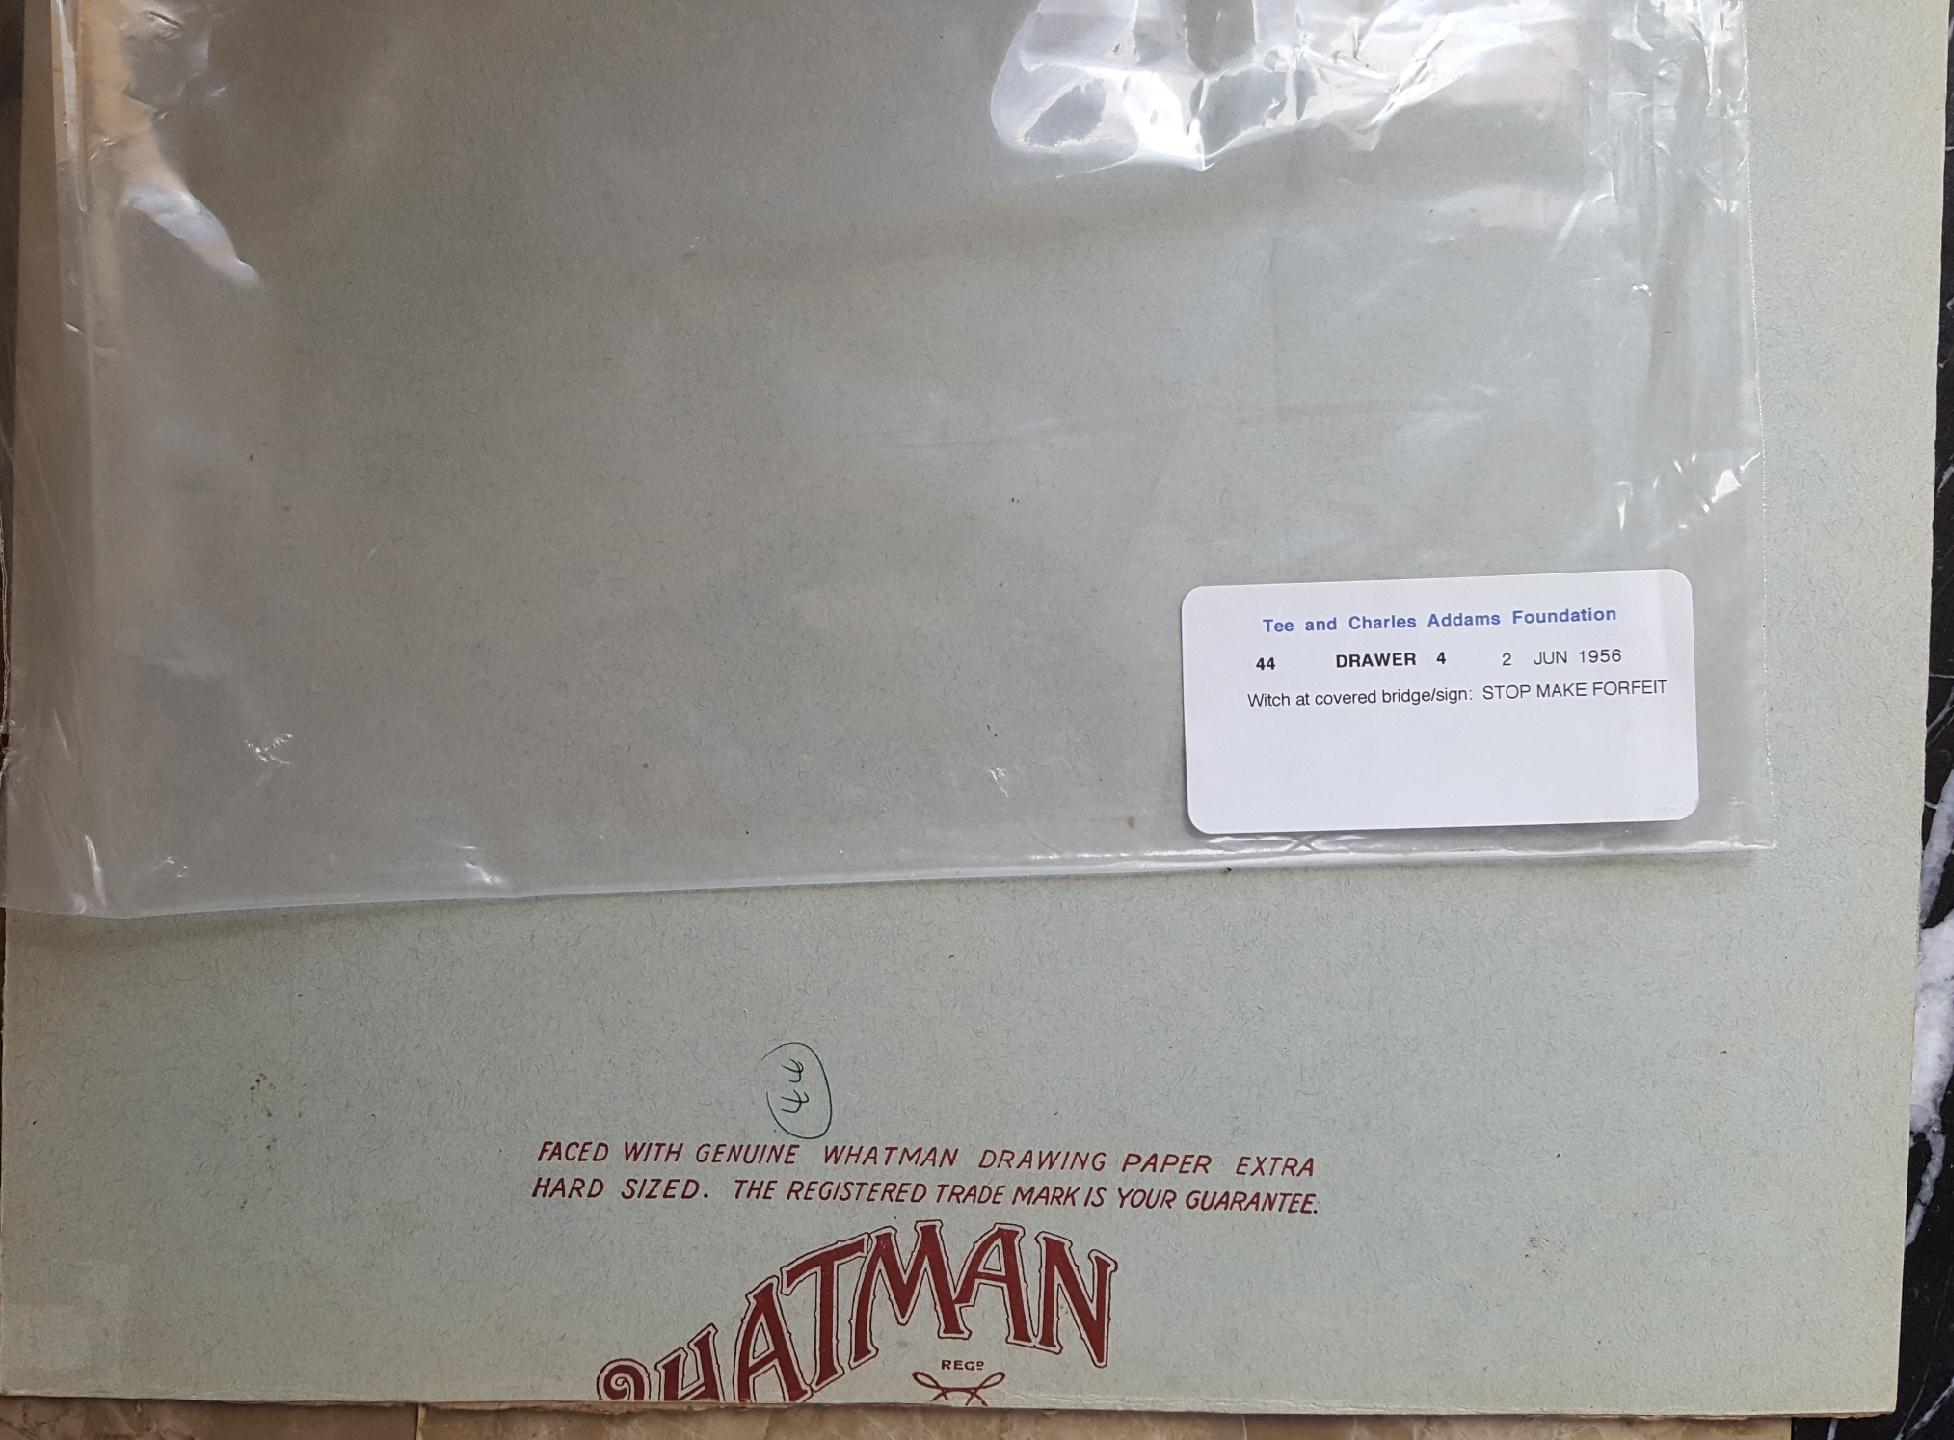 Tee and Charles Addams Foundation
44 DRAWER 4 2 JUN 1956
Witch at covered bridge/sign: STOP MAKE FORFEIT
44
FACED WITH GENUINE WHATMAN DRAWING PAPER EXTRA
HARD SIZED. THE REGISTERED TRADE MARK IS YOUR GUARANTEE.
WHATMAN
REGD